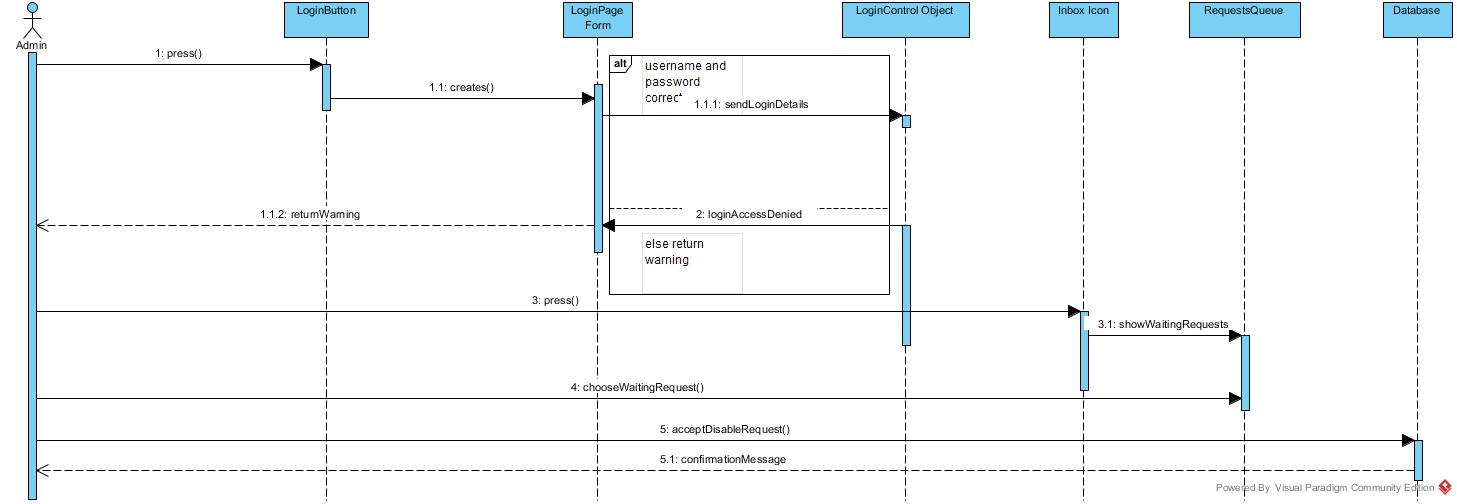 LoginButton
LoginPage
Form
LoginControl Object
Inbox Icon
RequestsQueue
Database
Admin
1: press()
alt
username and
password
correct
1.1: creates()
1.1.1: sendLoginDetails
1.1.2: returnWarning
2: loginAccessDenied
else return
warning
3: press()
3.1: showWaitingRequests
4: chooseWaitingRequest()
5: acceptDisableRequest()
5.1: confirmationMessage
Powered By Visual Paradigm Community Edition